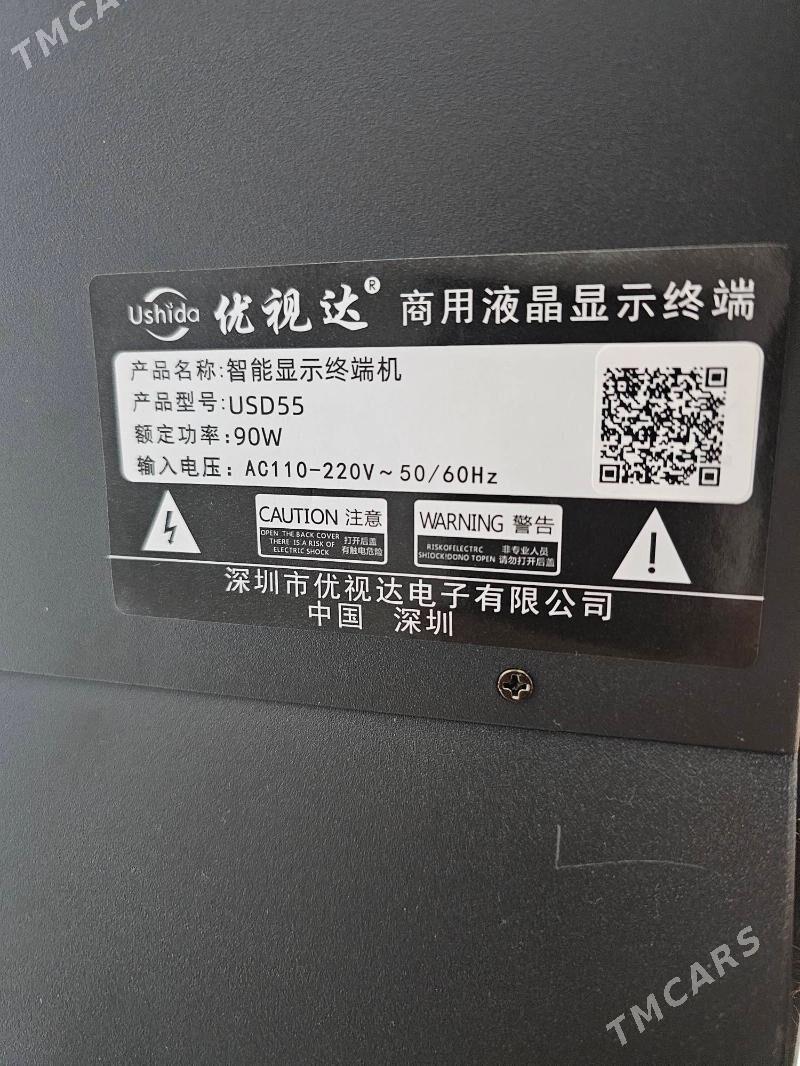 TMCARS
Ushida 优视达® 商用液晶显示终端
产品名称:智能显示终端机
产品型号:USD55
额定功率:90W
输入电压: AC110-220V~50/60Hz
CAUTION 注意
OPEN THE BACK COVER
THERE IS A RISK OF
ELECTRIC SHOCK
打开后盖
有触电危险
WARNING 警告
RISKOFELECTRC
SHIOCK!DONO TOPEN
非专业人员
请勿打开后盖
深圳市优视达电子有限公司
中国 深圳
TMCARS